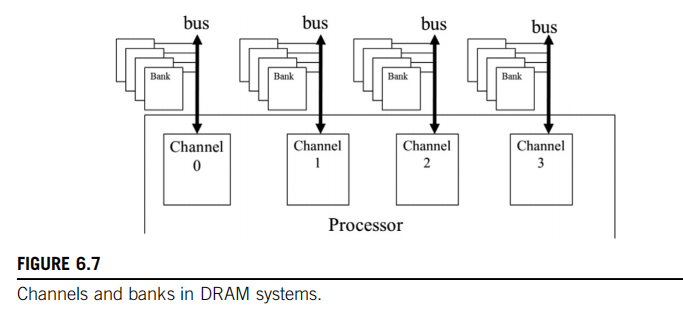 bus bus bus bus
Bank Bank Bank Bank
Channel Channel Channel Channel
0 1 2 3
Processor
FIGURE 6.7
Channels and banks in DRAM systems.